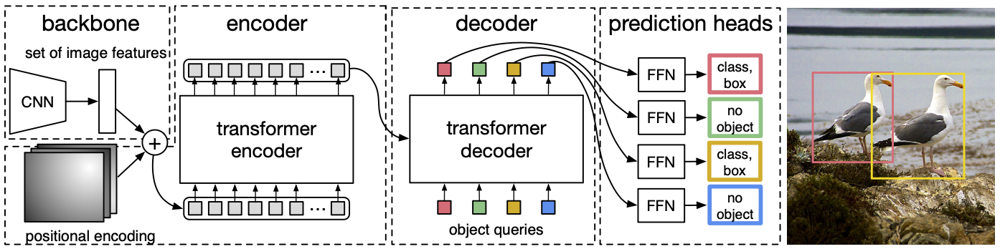 backbone
set of image features
CNN
+
positional encoding
encoder
...
transformer
encoder
...
decoder
transformer
decoder
object queries
prediction heads
FFN
class,
box
FFN
no
object
FFN
class,
box
FFN
no
object